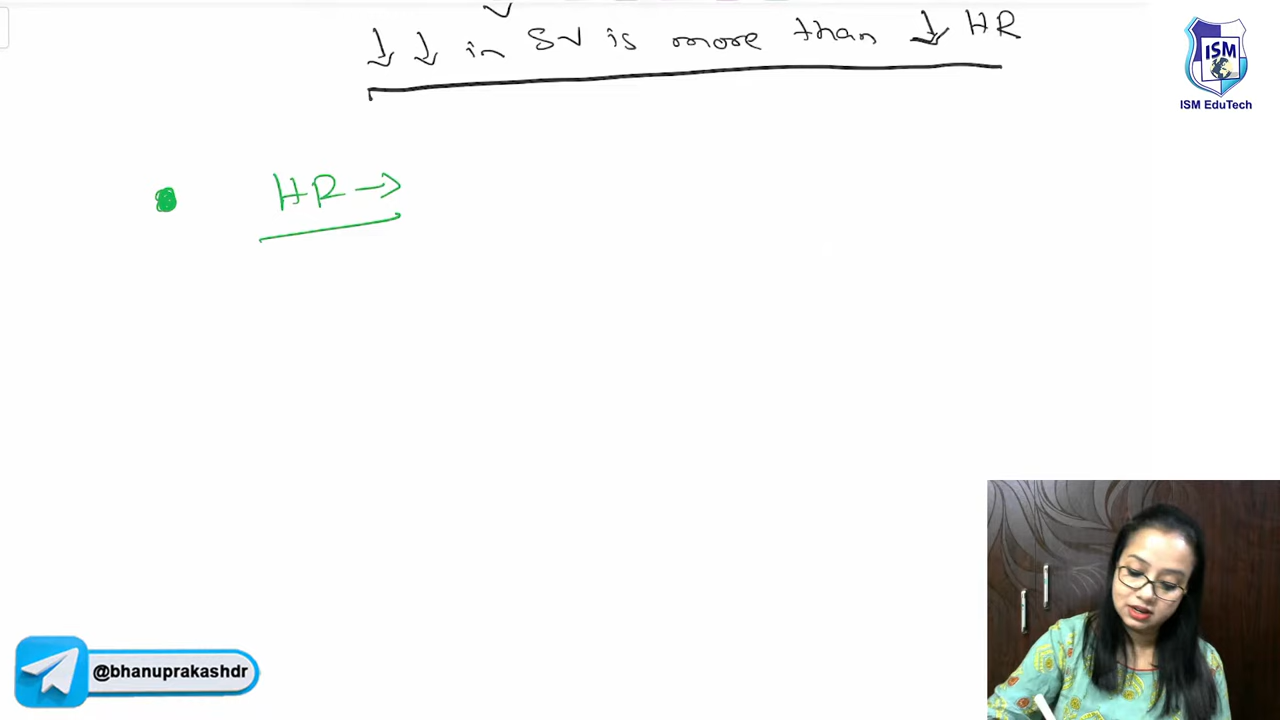 ↓ ↓ in SV is more than ↓ HR
ISM
ISM EduTech
HR →
@bhanuprakashdr